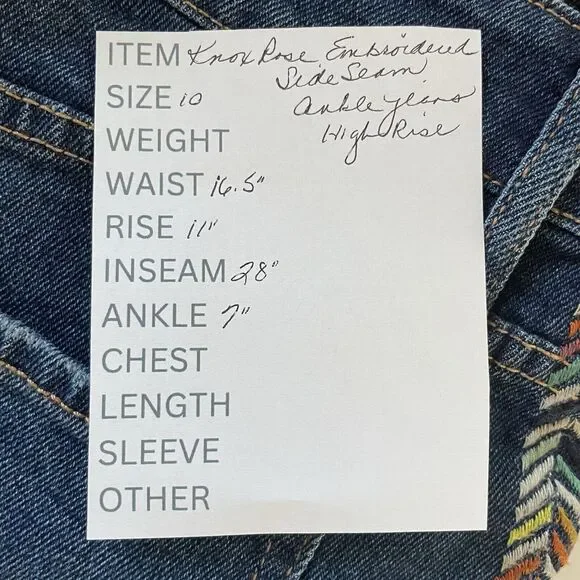 ITEM Knox Rose Embroidered
Side Seam
SIZE 10 Ankle Jeans
WEIGHT High Rise
WAIST 16.5"
RISE 11"
INSEAM 28"
ANKLE 7"
CHEST
LENGTH
SLEEVE
OTHER